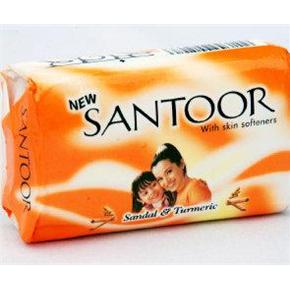 NEW
SANTOOR
With skin softeners
Sandal & Turmeric
SANTOOR